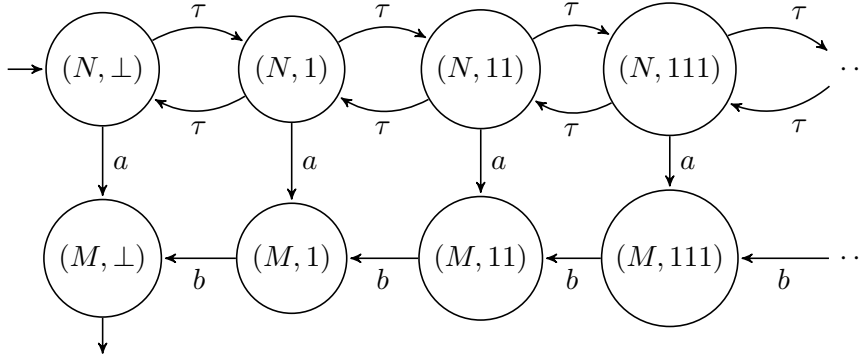 τ τ τ τ
(N, ⊥) (N, 1) (N, 11) (N, 111) ··
τ τ τ τ
a a a a
(M, ⊥) (M, 1) (M, 11) (M, 111) ··
b b b b